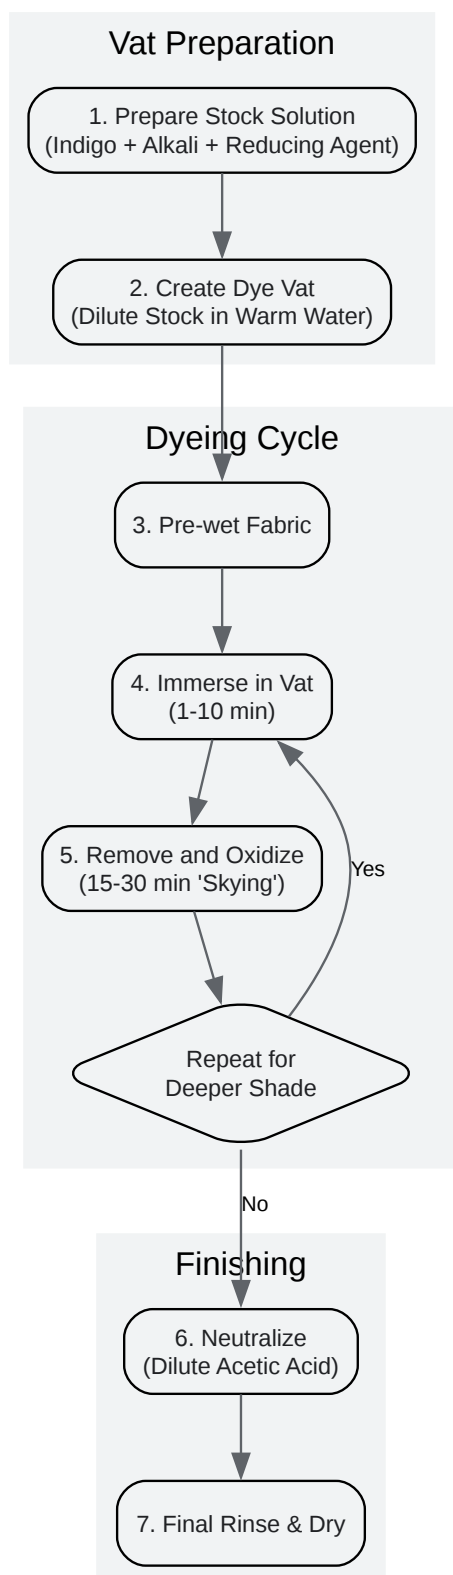 Vat Preparation
1. Prepare Stock Solution
(Indigo + Alkali + Reducing Agent)
2. Create Dye Vat
(Dilute Stock in Warm Water)
Dyeing Cycle
3. Pre-wet Fabric
4. Immerse in Vat
(1-10 min)
5. Remove and Oxidize
(15-30 min 'Skying')
Yes
Repeat for
Deeper Shade
No
Finishing
6. Neutralize
(Dilute Acetic Acid)
7. Final Rinse & Dry